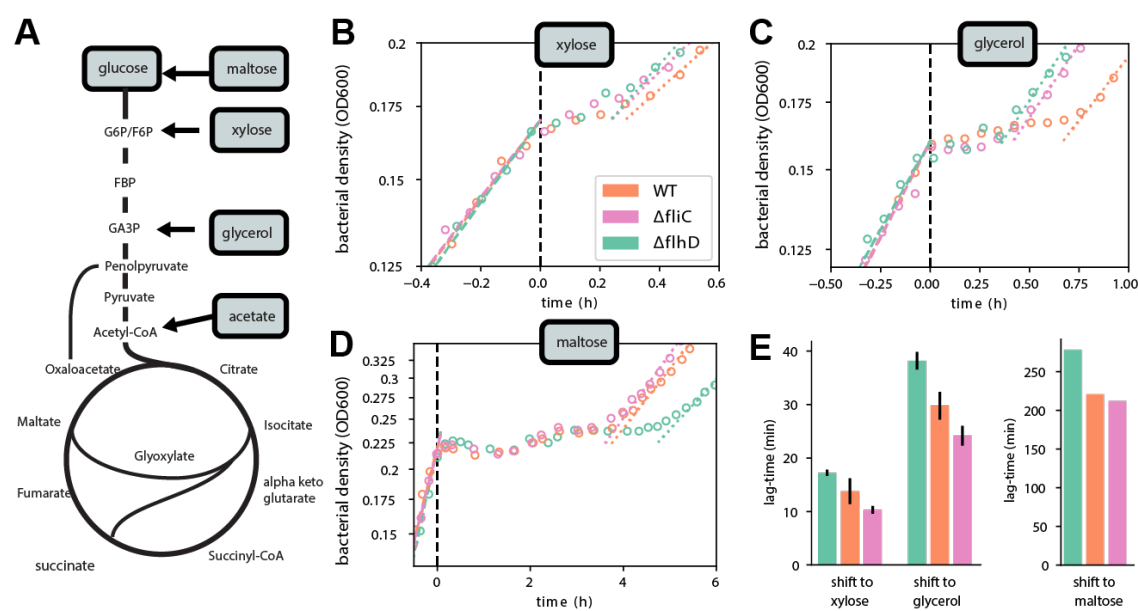 A
glucose
maltose
G6P/F6P
xylose
FBP
GA3P
glycerol
Penolpyruvate
Pyruvate
Acetyl-CoA
acetate
Oxaloacetate
Citrate
Maltate
Isocitate
Glyoxylate
Fumarate
alpha keto
glutarate
succinate
Succinyl-CoA
B
xylose
bacterial density (OD600)
0.2
0.175
0.15
0.125
−0.4
−0.2
0.0
0.2
0.4
0.6
time (h)
WT
ΔfliC
ΔflhD
C
glycerol
bacterial density (OD600)
0.2
0.175
0.15
0.125
−0.50
−0.25
0.00
0.25
0.50
0.75
1.00
time (h)
D
maltose
bacterial density (OD600)
0.325
0.3
0.25
0.225
0.2
0.175
0.15
0
2
4
6
time (h)
E
lag-time (min)
40
30
20
10
0
shift to
xylose
shift to
glycerol
lag-time (min)
250
200
150
100
50
0
shift to
maltose